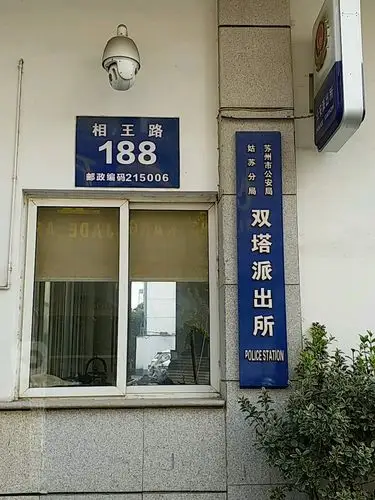 相王路
188
邮政编码215006
苏州市公安局
姑苏分局
双塔派出所
POLICE STATION